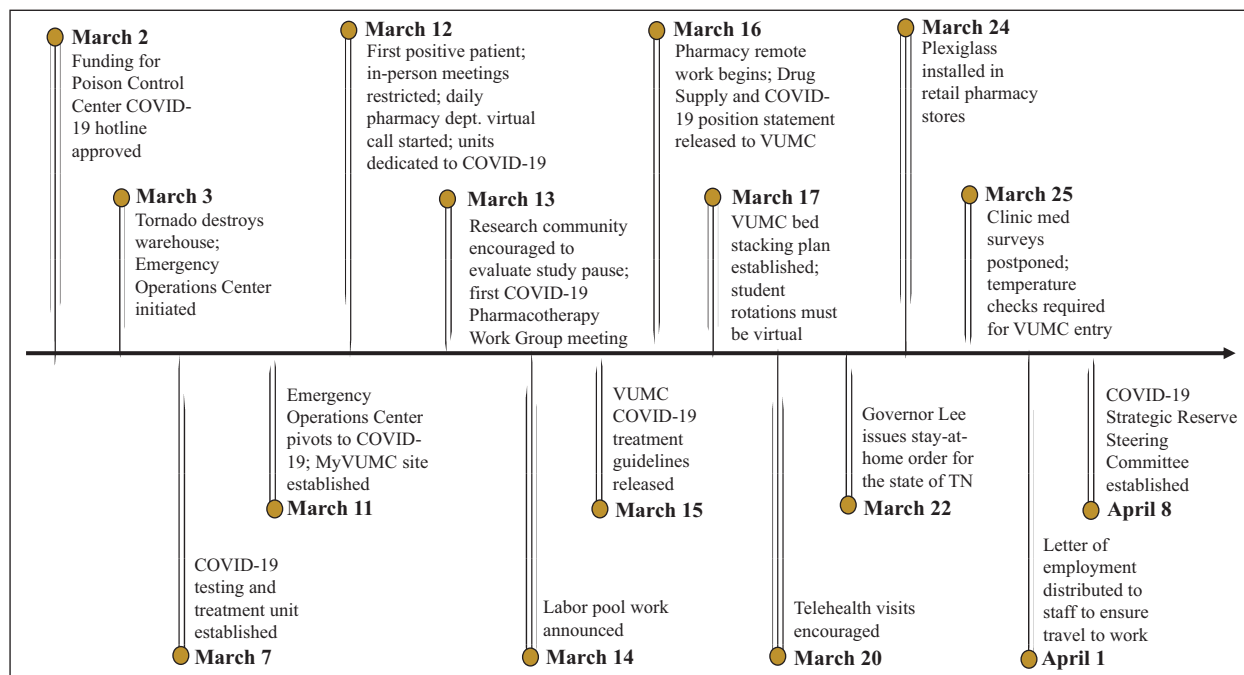 March 2
Funding for
Poison Control
Center COVID-
19 hotline
approved
March 3
Tornado destroys
warehouse;
Emergency
Operations Center
initiated
March 12
First positive patient;
in-person meetings
restricted; daily
pharmacy dept. virtual
call started; units
dedicated to COVID-19
March 13
Research community
encouraged to
evaluate study pause;
first COVID-19
Pharmacotherapy
Work Group meeting
March 16
Pharmacy remote
work begins; Drug
Supply and COVID-
19 position statement
released to VUMC
March 17
VUMC bed
stacking plan
established;
student
rotations must
be virtual
March 24
Plexiglass
installed in
retail pharmacy
stores
March 25
Clinic med
surveys
postponed;
temperature
checks required
for VUMC entry
COVID-19
testing and
treatment unit
established
March 7
Emergency
Operations Center
pivots to COVID-
19; MyVUMC site
established
March 11
Labor pool work
announced
March 14
VUMC
COVID-19
treatment
guidelines
released
March 15
Telehealth visits
encouraged
March 20
Governor Lee
issues stay-at-
home order for
the state of TN
March 22
Letter of
employment
distributed to
staff to ensure
travel to work
April 1
COVID-19
Strategic Reserve
Steering
Committee
established
April 8